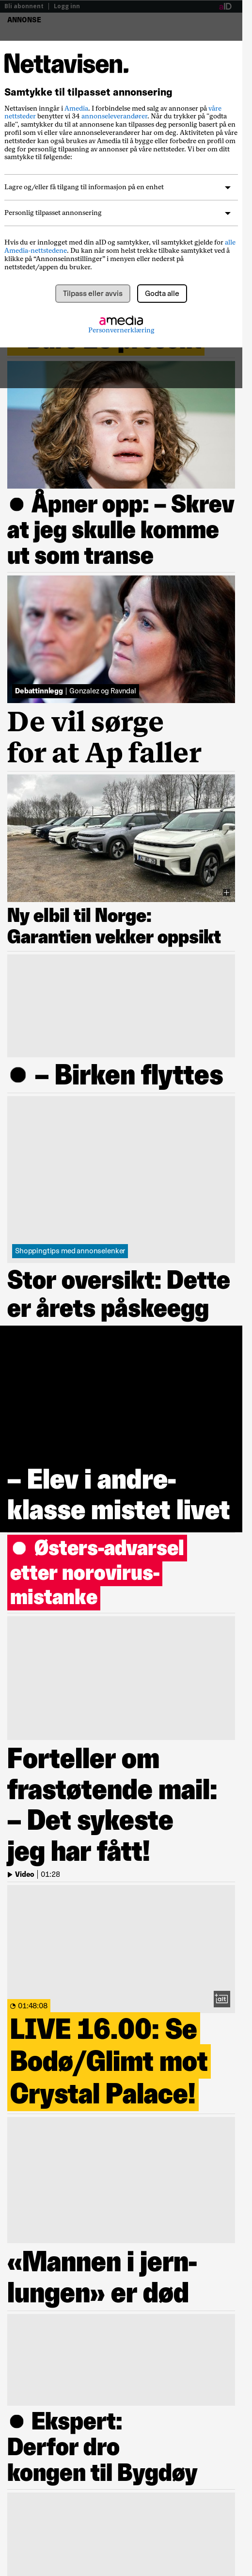 Bli abonnent | Logg inn
aID
ANNONSE
Nettavisen.
Samtykke til tilpasset annonsering
Nettavisen inngår i Amedia. I forbindelse med salg av annonser på våre
nettsteder benytter vi 34 annonseleverandører. Når du trykker på "godta
alle", samtykker du til at annonsene kan tilpasses deg personlig basert på en
profil som vi eller våre annonseleverandører har om deg. Aktiviteten på våre
nettsteder kan også brukes av Amedia til å bygge eller forbedre en profil om
deg for personlig tilpasning av annonser på våre nettsteder. Vi ber om ditt
samtykke til følgende:
Lagre og/eller få tilgang til informasjon på en enhet
Personlig tilpasset annonsering
Hvis du er innlogget med din aID og samtykker, vil samtykket gjelde for alle
Amedia-nettstedene. Du kan når som helst trekke tilbake samtykket ved å
klikke på “Annonseinnstillinger” i menyen eller nederst på
nettstedet/appen du bruker.
Tilpass eller avvis
Godta alle
amedia
Personvernerklæring
Åpner opp: – Skrev
at jeg skulle komme
ut som transe
Debattinnlegg | Gonzalez og Ravndal
De vil sørge
for at Ap faller
Ny elbil til Norge:
Garantien vekker oppsikt
– Birken flyttes
Shoppingtips med annonselenker
Stor oversikt: Dette
er årets påskeegg
– Elev i andre-
klasse mistet livet
Østers-advarsel
etter norovirus-
mistanke
Forteller om
frastøtende mail:
– Det sykeste
jeg har fått!
Video | 01:28
alt
01:48:08
LIVE 16.00: Se
Bodø/Glimt mot
Crystal Palace!
«Mannen i jern-
lungen» er død
Ekspert:
Derfor dro
kongen til Bygdøy